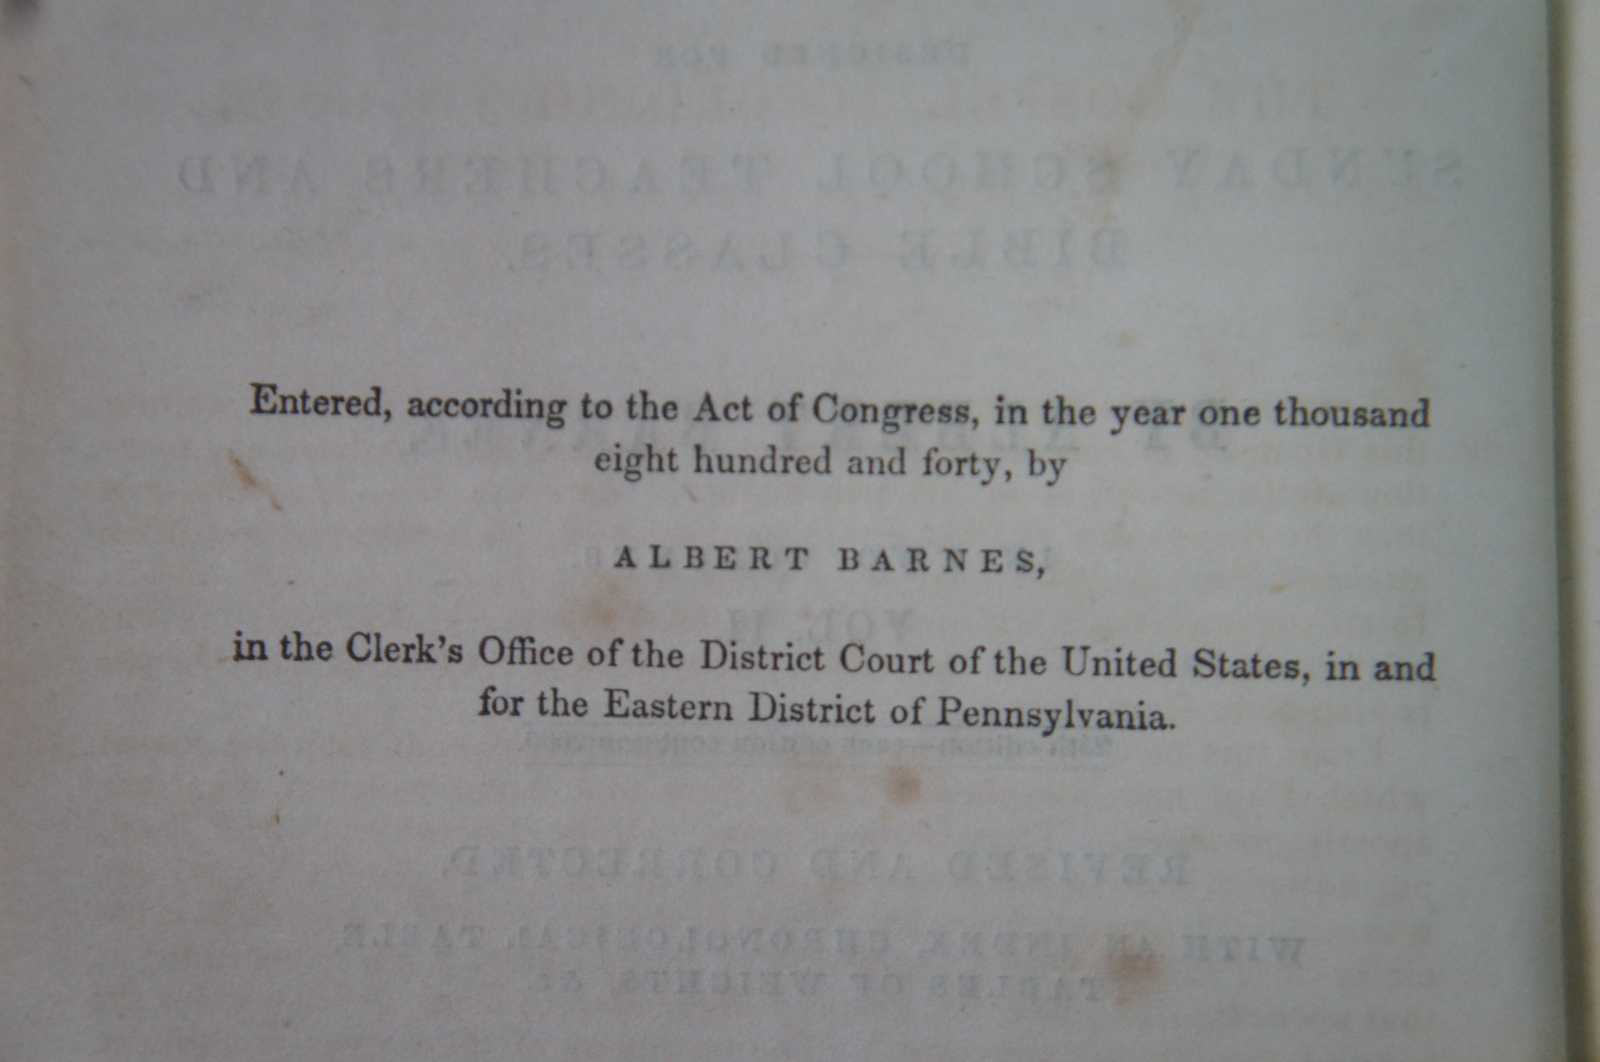 Entered, according to the Act of Congress, in the year one thousand
eight hundred and forty, by
ALBERT BARNES,
in the Clerk's Office of the District Court of the United States, in and
for the Eastern District of Pennsylvania.